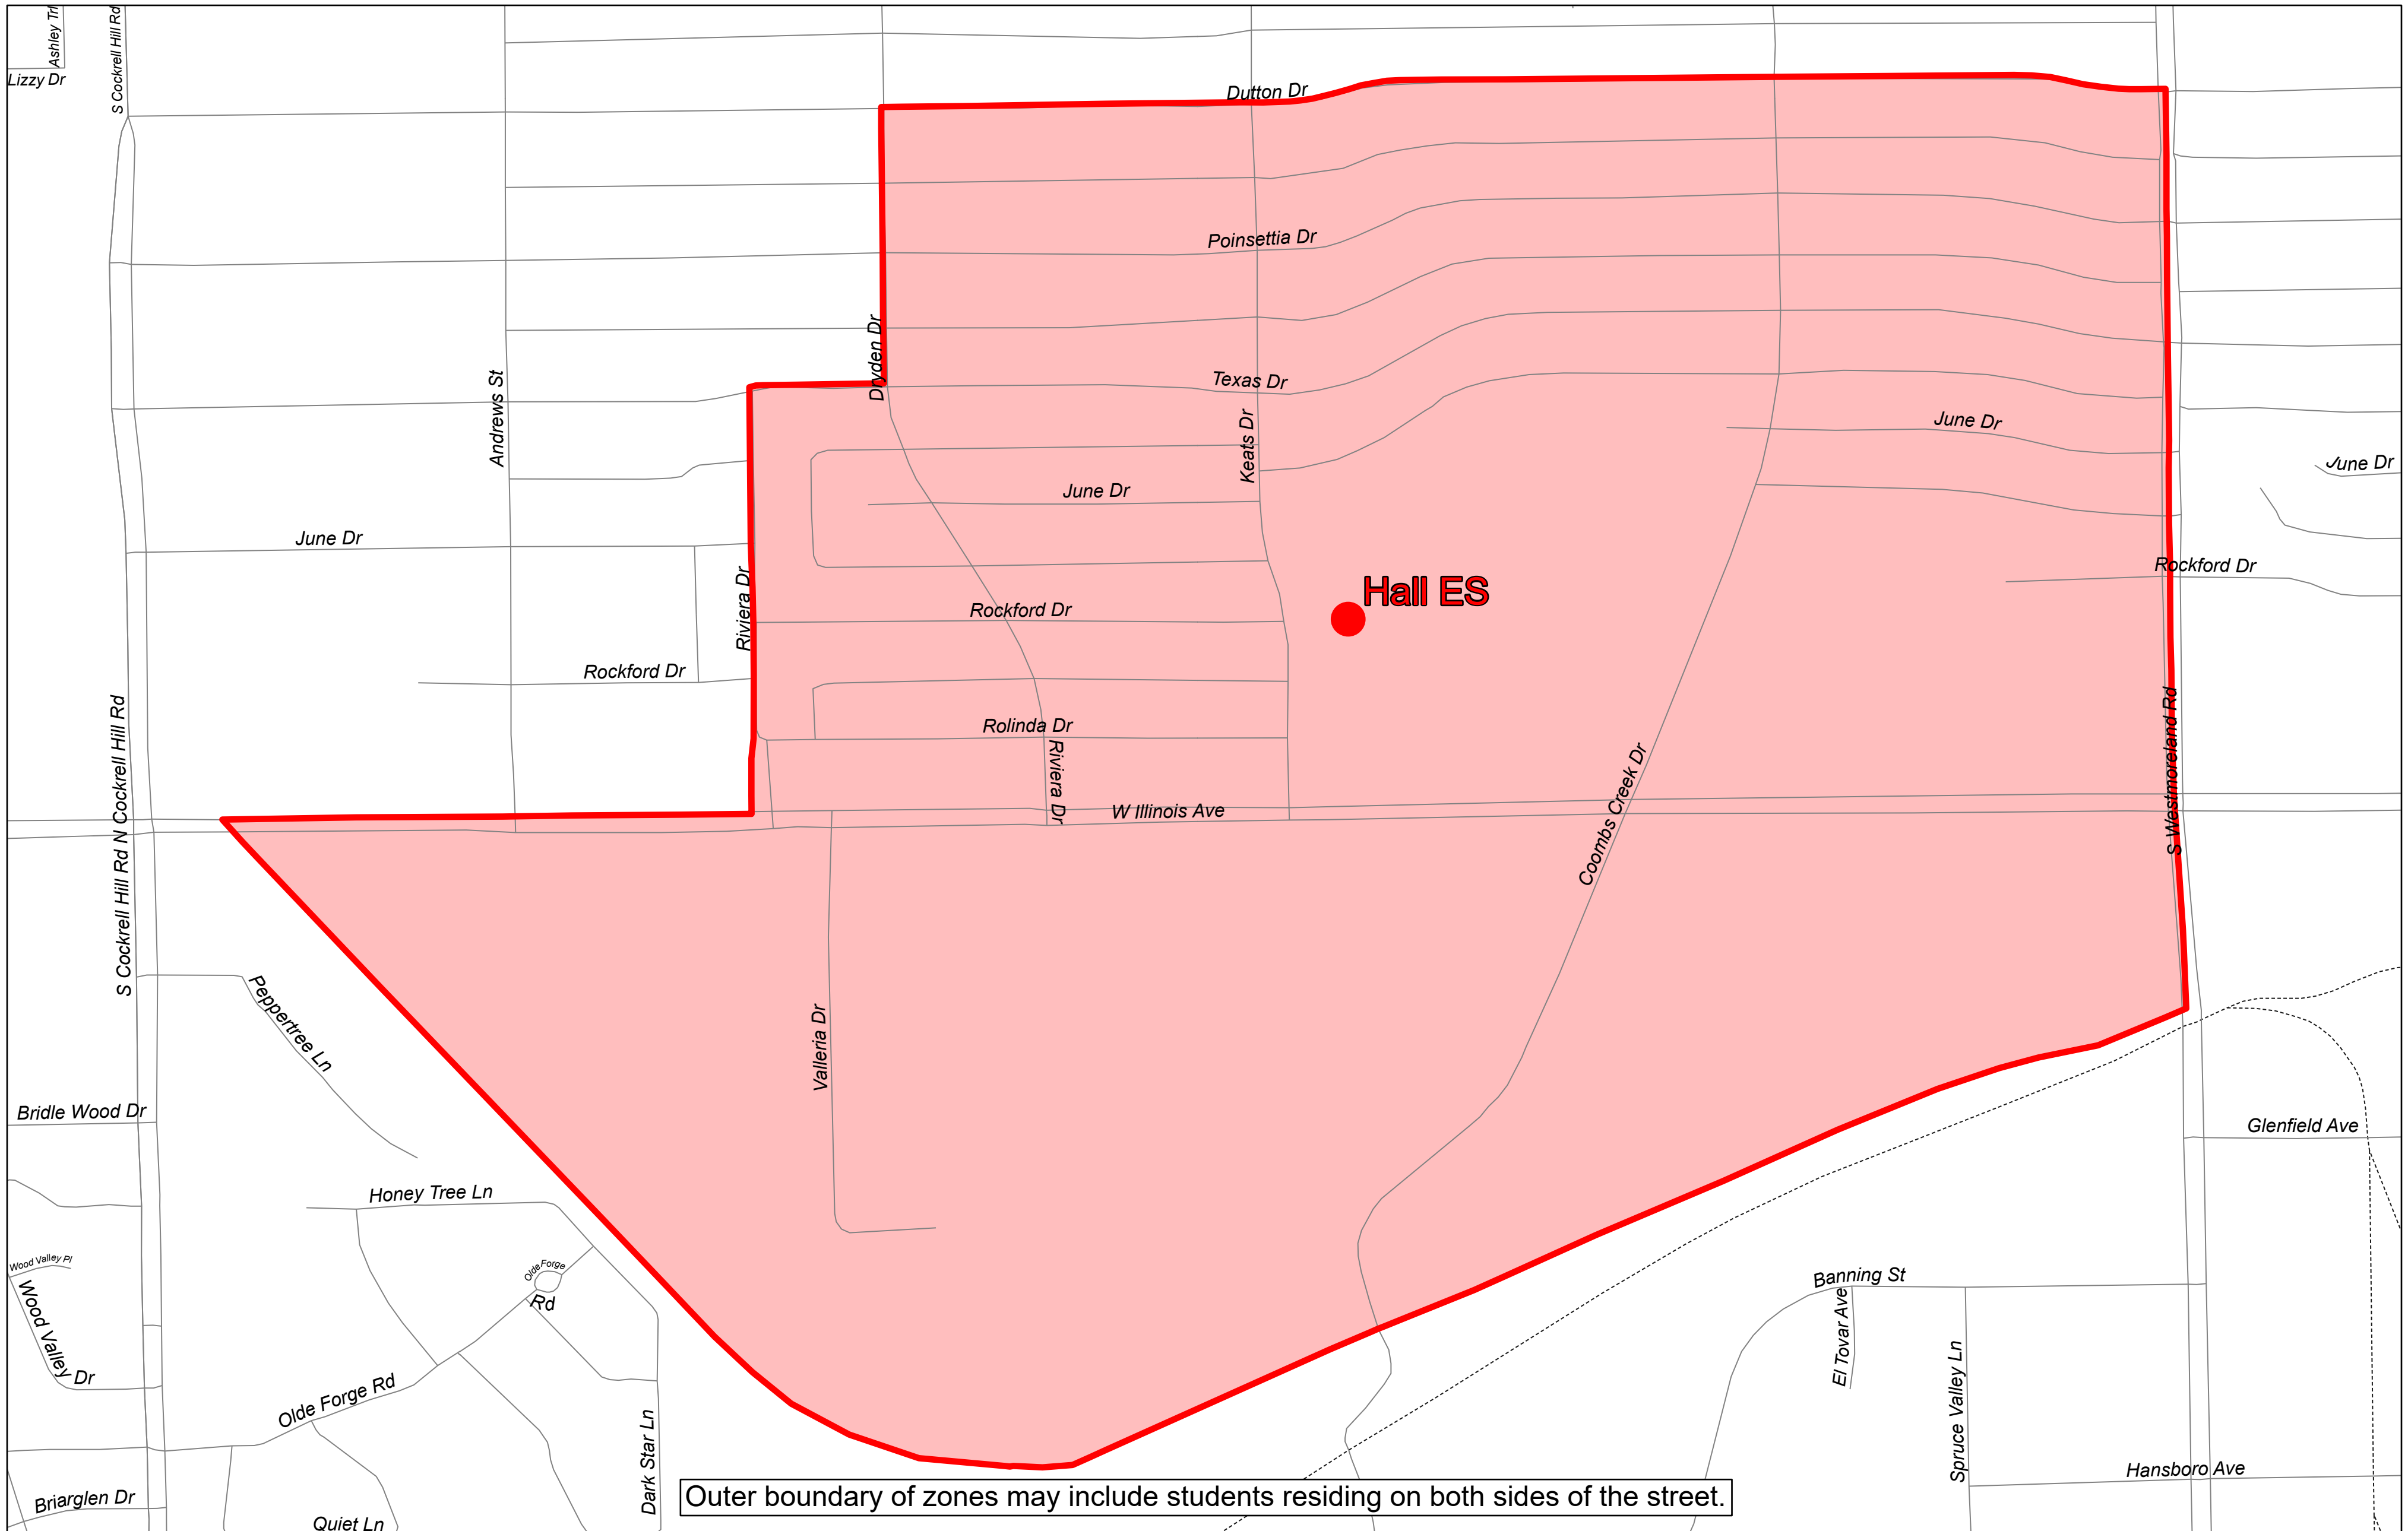 Ashley Trl
S Cockrell Hill Rd
Lizzy Dr
Dutton Dr
Poinsettia Dr
Dryden Dr
Andrews St
Texas Dr
Keats Dr
June Dr
June Dr
June Dr
June Dr
Rockford Dr
Hall ES
Riviera Dr
Rockford Dr
Rockford Dr
Rolinda Dr
Riviera Dr
S Cockrell Hill Rd N Cockrell Hill Rd
W Illinois Ave
Coombs Creek Dr
S Westmoreland Rd
Peppertree Ln
Valleria Dr
Bridle Wood Dr
Glenfield Ave
Honey Tree Ln
Wood Valley Pl
Olde Forge
Rd
Wood Valley
Dr
Banning St
El Tovar Ave
Spruce Valley Ln
Olde Forge Rd
Dark Star Ln
Hansboro Ave
Briarglen Dr
Quiet Ln
Outer boundary of zones may include students residing on both sides of the street.